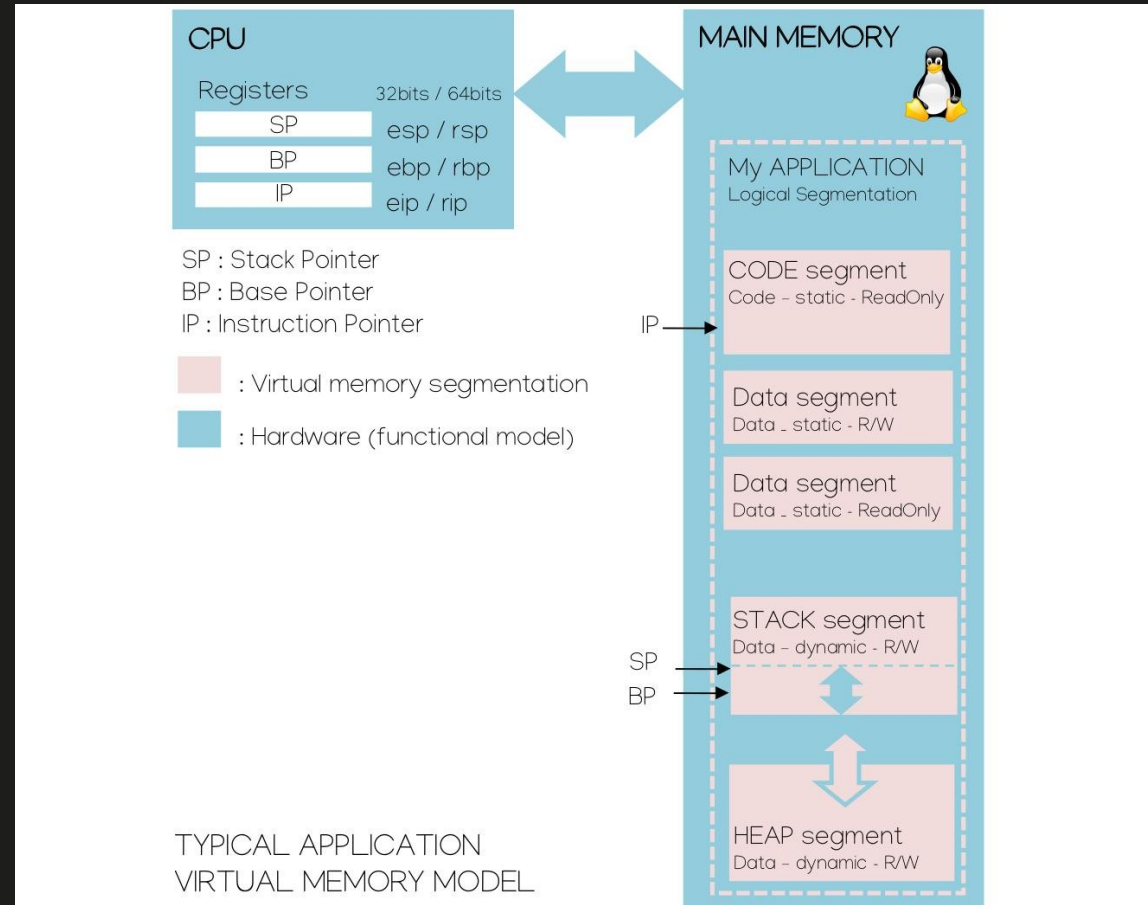 CPU
Registers 32bits / 64bits
SP esp / rsp
BP ebp / rbp
IP eip / rip
SP : Stack Pointer
BP : Base Pointer
IP : Instruction Pointer
: Virtual memory segmentation
: Hardware (functional model)
TYPICAL APPLICATION
VIRTUAL MEMORY MODEL
MAIN MEMORY
My APPLICATION
Logical Segmentation
CODE segment
Code - static - ReadOnly
IP
Data segment
Data _ static - R/W
Data segment
Data _ static - ReadOnly
STACK segment
Data - dynamic - R/W
SP
BP
HEAP segment
Data - dynamic - R/W